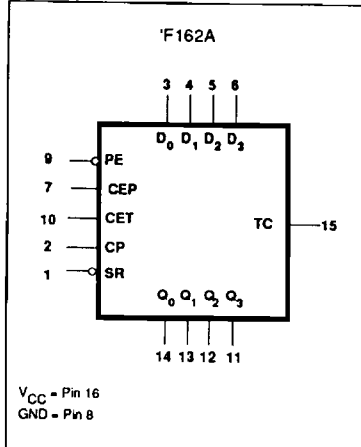 'F162A
3 4 5 6
D0 D1 D2 D3
9 PE
7 CEP
10 CET
TC 15
2 CP
1 SR
Q0 Q1 Q2 Q3
14 13 12 11
VCC = Pin 16
GND = Pin 8